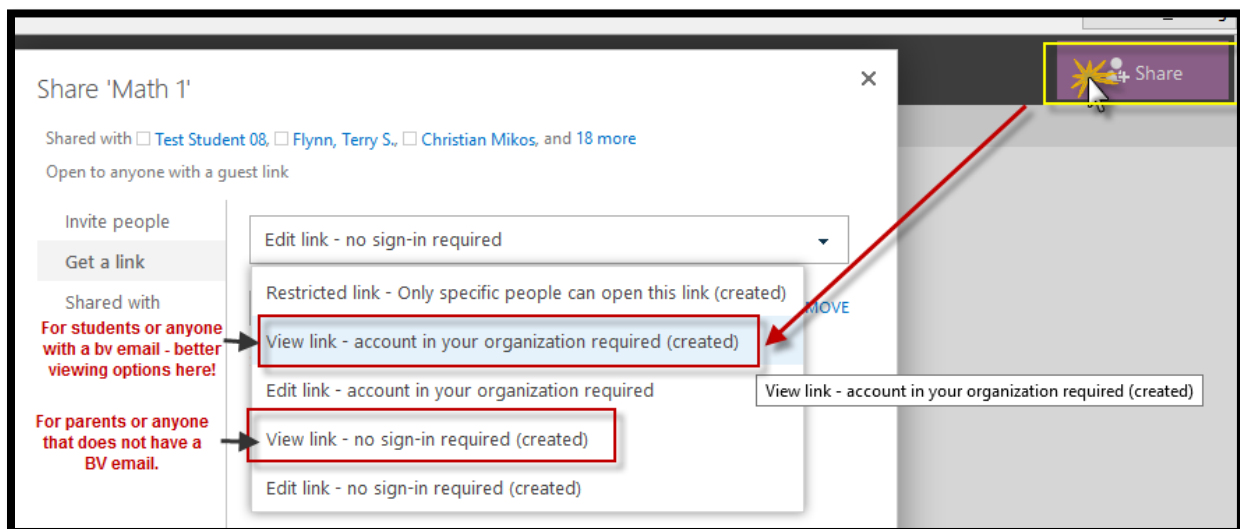 Share
Share 'Math 1'
Shared with Test Student 08, Flynn, Terry S., Christian Mikos, and 18 more
Open to anyone with a guest link
Invite people
Get a link
Shared with
Edit link - no sign-in required
Restricted link - Only specific people can open this link (created)
MOVE
For students or anyone
with a bv email - better
viewing options here!
View link - account in your organization required (created)
Edit link - account in your organization required
View link - account in your organization required (created)
For parents or anyone
that does not have a
BV email.
View link - no sign-in required (created)
Edit link - no sign-in required (created)